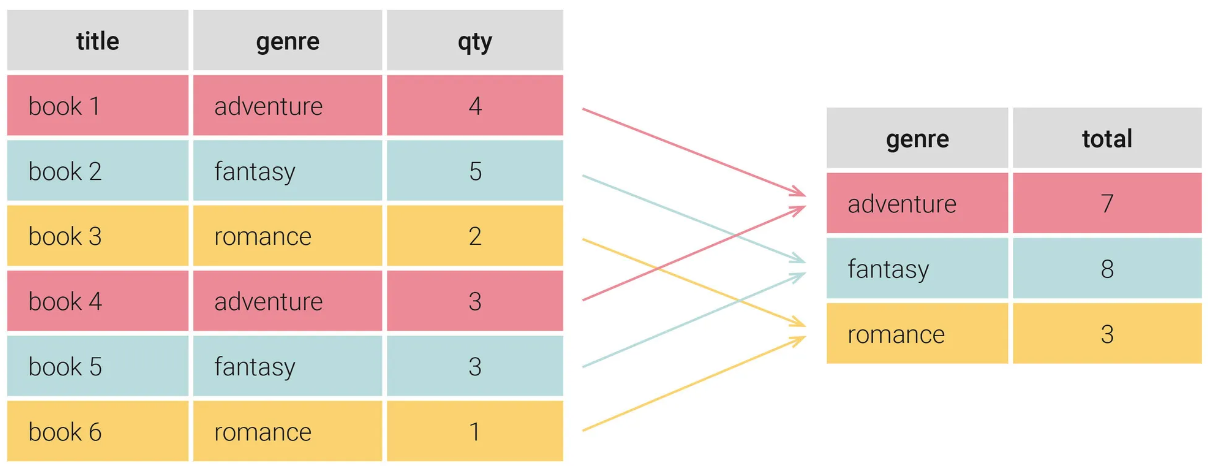 title genre qty
book 1 adventure 4
book 2 fantasy 5
book 3 romance 2
book 4 adventure 3
book 5 fantasy 3
book 6 romance 1
genre total
adventure 7
fantasy 8
romance 3